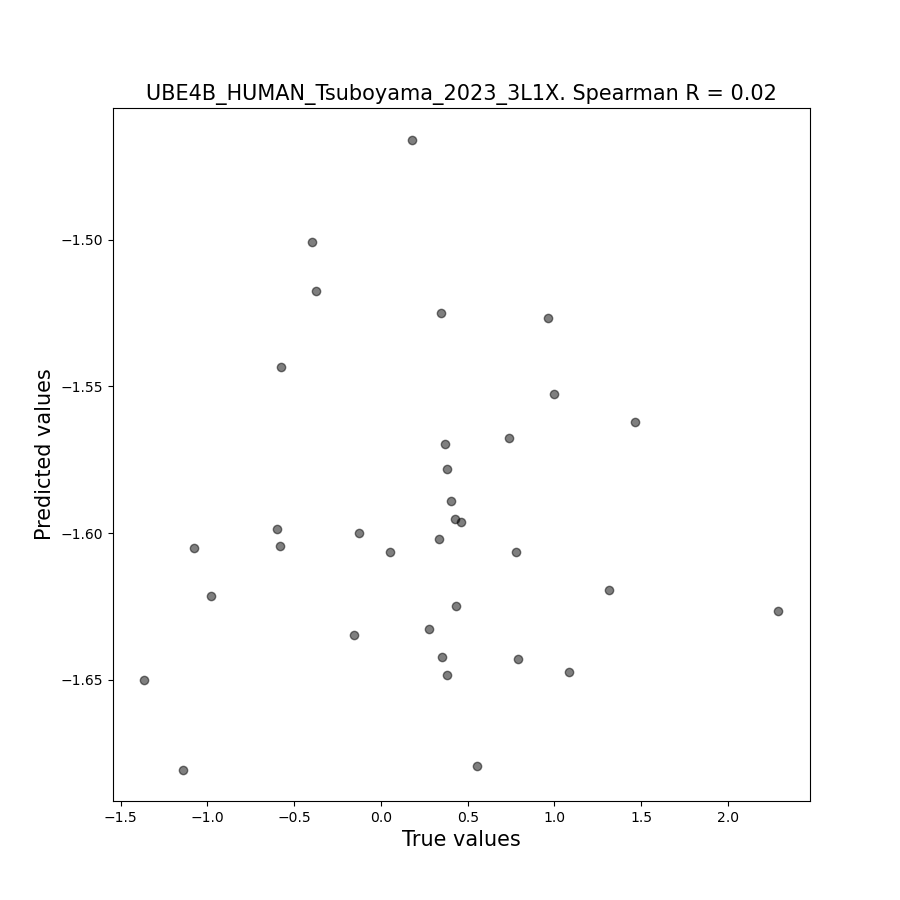 UBE4B_HUMAN_Tsuboyama_2023_3L1X. Spearman R = 0.02
Predicted values
−1.50
−1.55
−1.60
−1.65
−1.5 −1.0 −0.5 0.0 0.5 1.0 1.5 2.0
True values